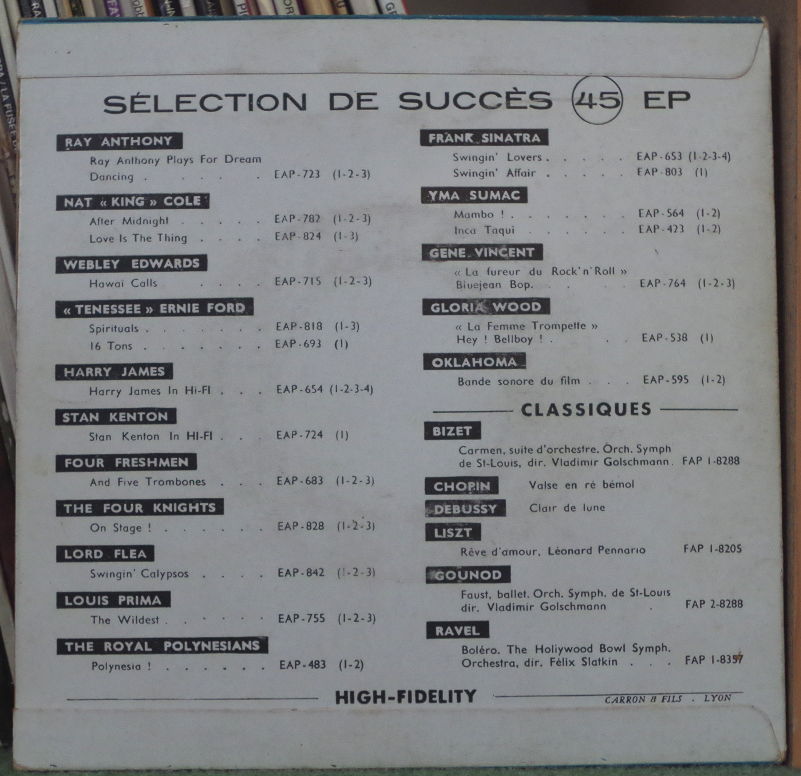 SÉLECTION DE SUCCÈS 45 EP
RAY ANTHONY
Ray Anthony Plays For Dream
Dancing . . . . . EAP-723 (1-2-3)
NAT « KING » COLE
After Midnight . . . . . EAP-782 (1-2-3)
Love Is The Thing . . . . EAP-824 (1-3)
WEBLEY EDWARDS
Hawaï Calls . . . . EAP-715 (1-2-3)
« TENESSEE » ERNIE FORD
Spirituals . . . . . . . EAP-818 (1-3)
16 Tons . . . . . . . EAP-693 (1)
HARRY JAMES
Harry James In Hi-FI . . . EAP-654 (1-2-3-4)
STAN KENTON
Stan Kenton In HI-FI . . . EAP-724 (1)
FOUR FRESHMEN
And Five Trombones . . . EAP-683 (1-2-3)
THE FOUR KNIGHTS
On Stage ! . . . . . . EAP-828 (1-2-3)
LORD FLEA
Swingin' Calypsos . . . . EAP-842 (1-2-3)
LOUIS PRIMA
The Wildest . . . . . . EAP-755 (1-2-3)
THE ROYAL POLYNESIANS
Polynesia ! . . . . . . EAP-483 (1-2)
FRANK SINATRA
Swingin' Lovers . . . . . EAP-653 (1-2-3-4)
Swingin' Affair . . . . . EAP-803 (1)
YMA SUMAC
Mambo ! . . . . . . . EAP-564 (1-2)
Inca Taqui . . . . . . EAP-423 (1-2)
GENE VINCENT
« La fureur du Rock'n'Roll »
Bluejean Bop. . . . . . EAP-764 (1-2-3)
GLORIA WOOD
« La Femme Trompette »
Hey ! Bellboy ! . . . EAP-538 (1)
OKLAHOMA
Bande sonore du film . . . EAP-595 (1-2)
CLASSIQUES
BIZET
Carmen, suite d'orchestre. Orch. Symph
de St-Louis, dir. Vladimir Golschmann. FAP 1-8288
CHOPIN Valse en ré bémol
DEBUSSY Clair de lune
LISZT
Rêve d'amour, Léonard Pennario FAP 1-8205
GOUNOD
Faust, ballet. Orch. Symph. de St-Louis
dir. Vladimir Golschmann . FAP 2-8288
RAVEL
Boléro. The Hollywood Bowl Symph.
Orchestra, dir. Félix Slatkin . . . FAP 1-8357
HIGH-FIDELITY
CARRON & FILS . LYON